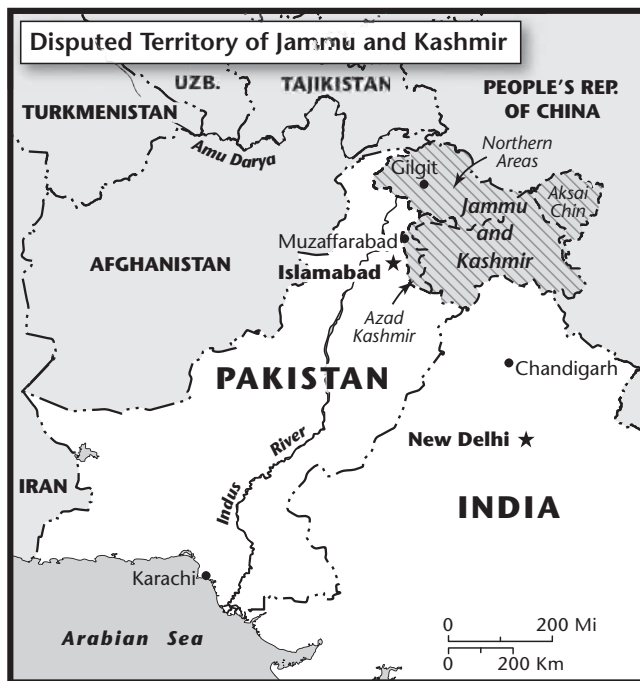 Disputed Territory of Jammu and Kashmir
UZB.
TAJIKISTAN
PEOPLE'S REP.
OF CHINA
TURKMENISTAN
Amu Darya
Northern
Areas
Gilgit
Aksai
Chin
Jammu
and
Kashmir
Muzaffarabad
Islamabad
AFGHANISTAN
Azad
Kashmir
PAKISTAN
Chandigarh
New Delhi
Indus
River
IRAN
INDIA
Karachi
Arabian Sea
0 200 Mi
0 200 Km